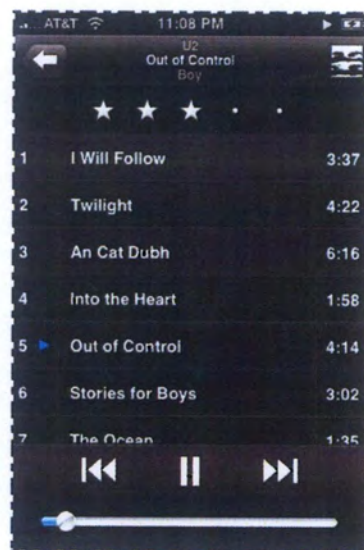 AT&T 11:08 PM
U2
Out of Control
Boy
1 I Will Follow 3:37
2 Twilight 4:22
3 An Cat Dubh 6:16
4 Into the Heart 1:58
5 Out of Control 4:14
6 Stories for Boys 3:02
7 The Ocean 1:35